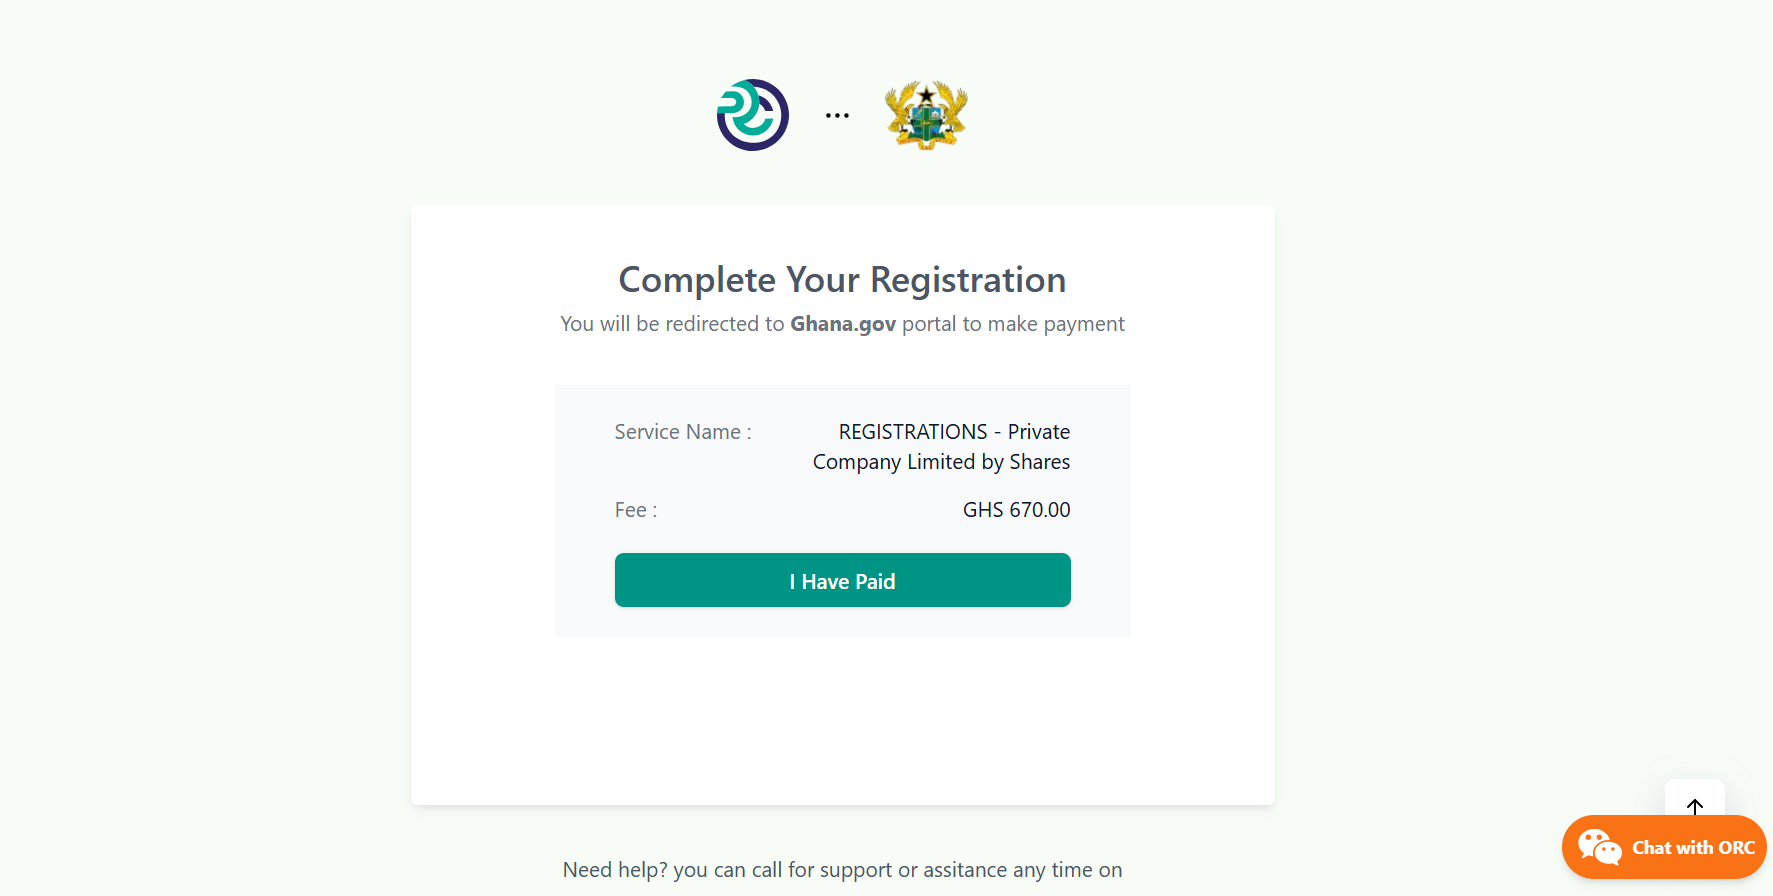 Complete Your Registration
You will be redirected to Ghana.gov portal to make payment
Service Name :
REGISTRATIONS - Private
Company Limited by Shares
Fee :
GHS 670.00
I Have Paid
Need help? you can call for support or assitance any time on
Chat with ORC